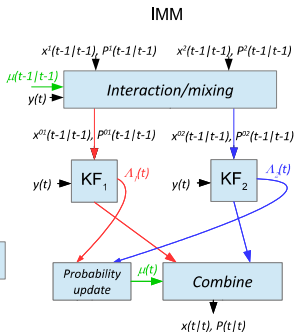 IMM
x¹(t-1|t-1), P¹(t-1|t-1) x²(t-1|t-1), P²(t-1|t-1)
μ(t-1|t-1)
Interaction/mixing
y(t)
x⁰¹(t-1|t-1), P⁰¹(t-1|t-1) x⁰²(t-1|t-1), P⁰²(t-1|t-1)
KF₁ Λ₁(t) KF₂ Λ₂(t)
y(t) y(t)
Probability
update
μ(t)
Combine
x(t|t), P(t|t)